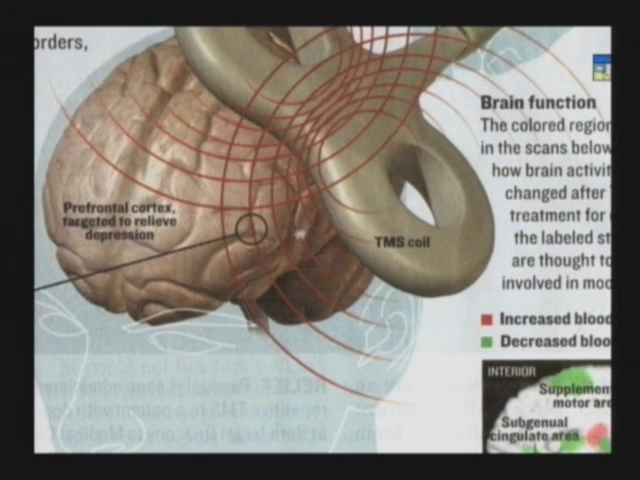 orders,
Prefrontal cortex,
targeted to relieve
depression
TMS coil
Brain function
The colored region
in the scans below
how brain activit
changed after
treatment for
the labeled st
are thought to
involved in moo
Increased blood
Decreased bloo
INTERIOR
Supplemen
motor are
Subgenual
cingulate area